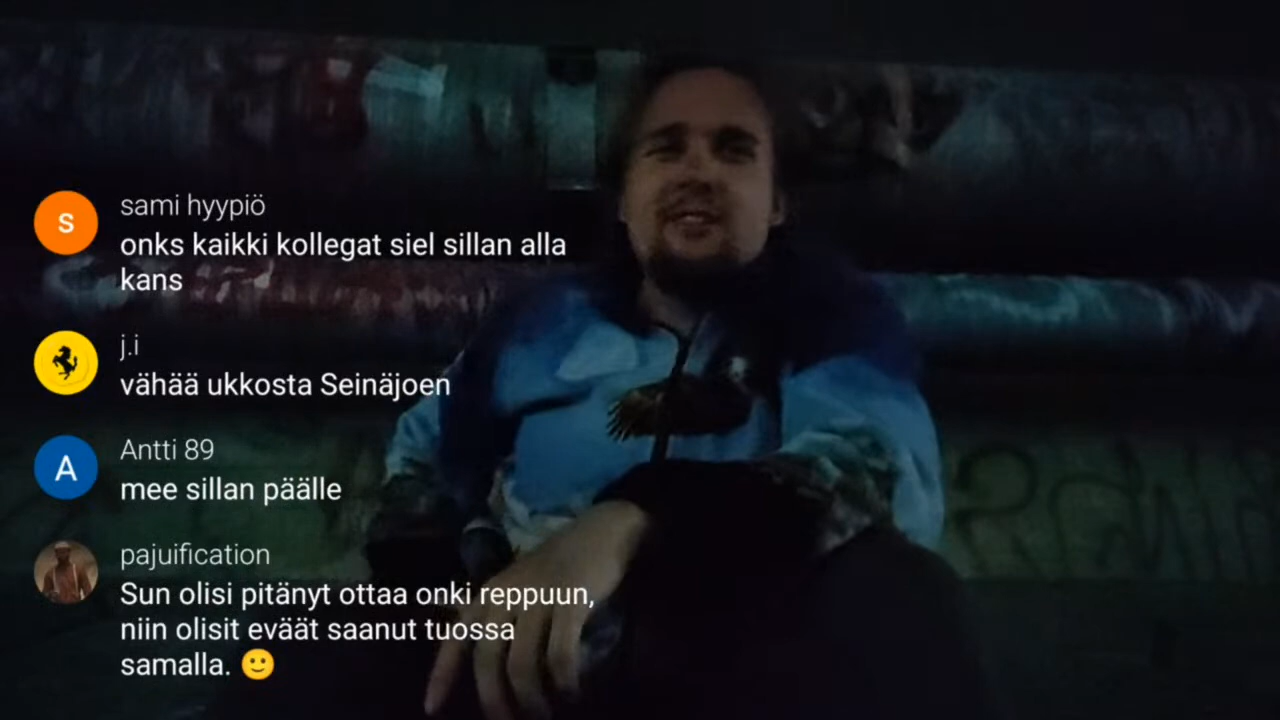 S
sami hyypiö
onks kaikki kollegat siel sillan alla
kans
j.i
vähää ukkosta Seinäjoen
A
Antti 89
mee sillan päälle
pajuification
Sun olisi pitänyt ottaa onki reppuun,
niin olisit eväät saanut tuossa
samalla. 🙂